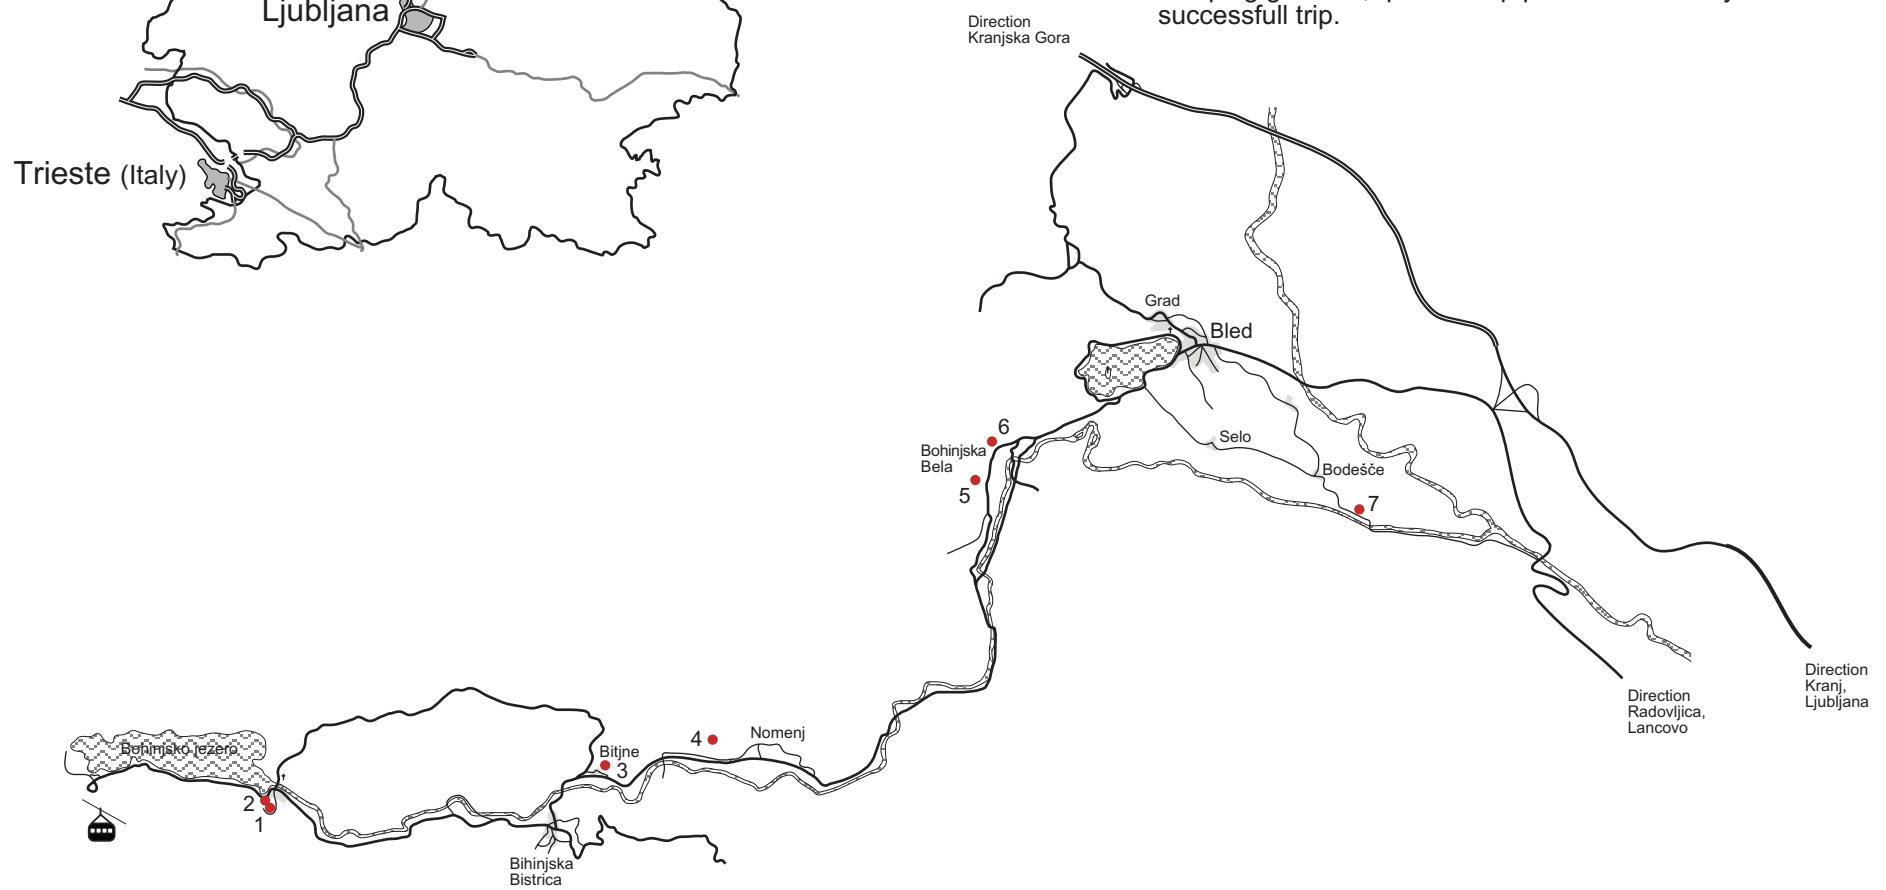 Ljubljana
successfull trip.
Direction
Kranjska Gora
Trieste (Italy)
Grad
Bled
6
Bohinjska
Bela
5
Selo
Bodešče
7
Direction
Kranj,
Ljubljana
Direction
Radovljica,
Lancovo
Bohinjsko jezero
4
Nomenj
Bitjne
3
2
1
Bihinjska
Bistrica